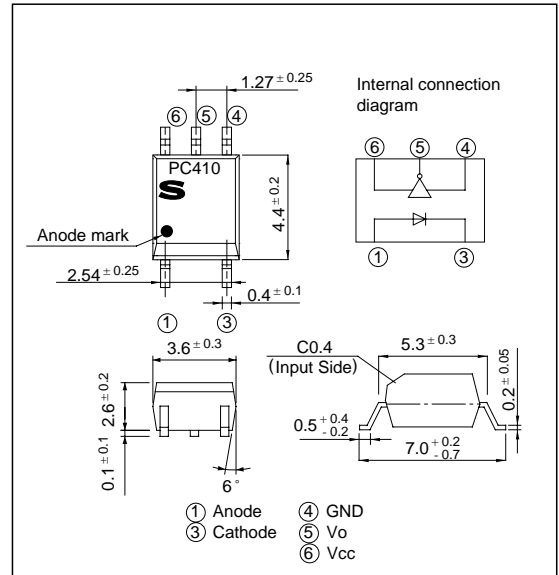 1.27 ± 0.25
Internal connection
diagram
⑥ ⑤ ④
⑥ ⑤ ④
PC410
S
4.4 ± 0.2
Anode mark
① ③
2.54 ± 0.25
0.4 ± 0.1
① ③
3.6 ± 0.3
C0.4
(Input Side)
5.3 ± 0.3
2.6 ± 0.2
0.1 ± 0.1
6°
0.5 +0.4 -0.2
7.0 +0.2 -0.7
0.2 ± 0.05
① Anode
③ Cathode
④ GND
⑤ Vo
⑥ Vcc